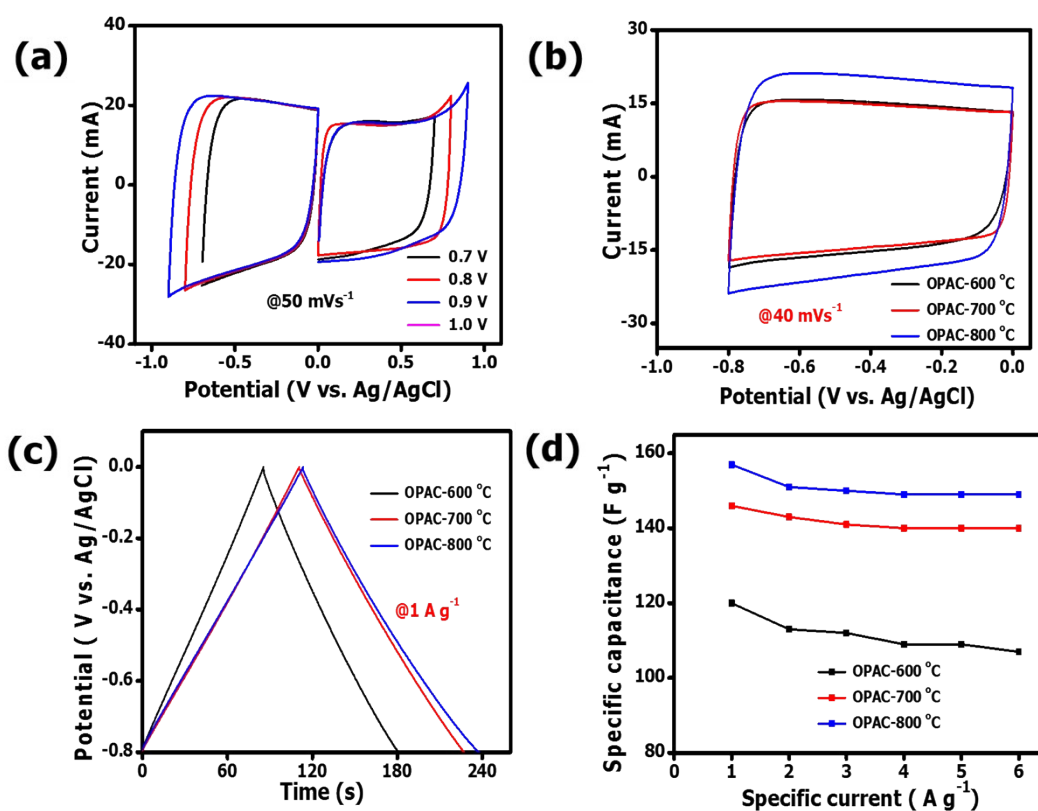 (a)
40
20
0
-20
-40
Current (mA)
-1.0 -0.5 0.0 0.5 1.0
Potential (V vs. Ag/AgCl)
@50 mVs⁻¹
0.7 V
0.8 V
0.9 V
1.0 V
(b)
30
15
0
-15
-30
Current (mA)
-1.0 -0.8 -0.6 -0.4 -0.2 0.0
Potential (V vs. Ag/AgCl)
@40 mVs⁻¹
OPAC-600 °C
OPAC-700 °C
OPAC-800 °C
(c)
0.0
-0.2
-0.4
-0.6
-0.8
Potential ( V vs. Ag/AgCl)
0 60 120 180 240
Time (s)
OPAC-600 °C
OPAC-700 °C
OPAC-800 °C
@1 A g⁻¹
(d)
160
140
120
100
80
Specific capacitance (F g⁻¹)
0 1 2 3 4 5 6
Specific current ( A g⁻¹)
OPAC-600 °C
OPAC-700 °C
OPAC-800 °C